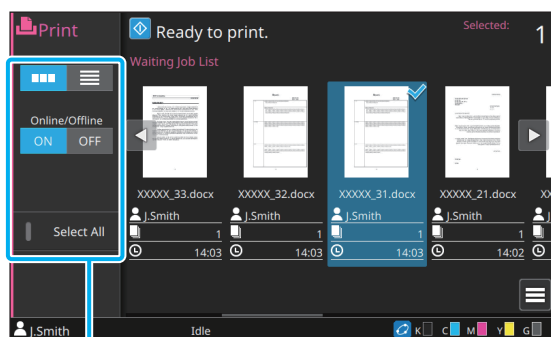 Print
Ready to print.
Selected:
1
Waiting Job List
Online/Offline
ON OFF
Select All
XXXXX_33.docx XXXXX_32.docx XXXXX_31.docx XXXXX_21.docx XX
J.Smith J.Smith J.Smith J.Smith J
1 1 1 1
14:03 14:03 14:03 14:02
J.Smith Idle K C M Y G